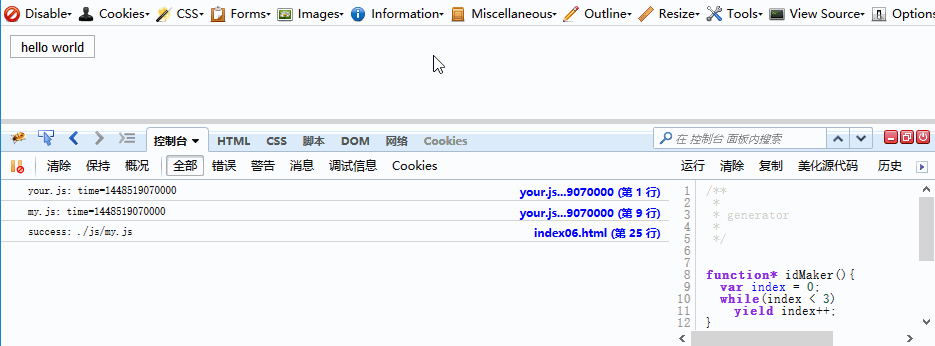 Disable▾ Cookies▾ CSS▾ Forms▾ Images▾ Information▾ Miscellaneous▾ Outline▾ Resize▾ Tools▾ View Source▾ Options
hello world
控制台 ▾ HTML CSS 脚本 DOM 网络 Cookies 在 控制台 面板内搜索
清除 保持 概况 全部 错误 警告 消息 调试信息 Cookies 运行 清除 复制 美化源代码 历史
your.js: time=1448519070000 your.js...9070000 (第 1 行)
my.js: time=1448519070000 your.js...9070000 (第 9 行)
success: ./js/my.js index06.html (第 25 行)
1 /**
2 *
3 * generator
4 *
5 */
6
7
8 function* idMaker(){
9 var index = 0;
10 while(index < 3)
11 yield index++;
12 }